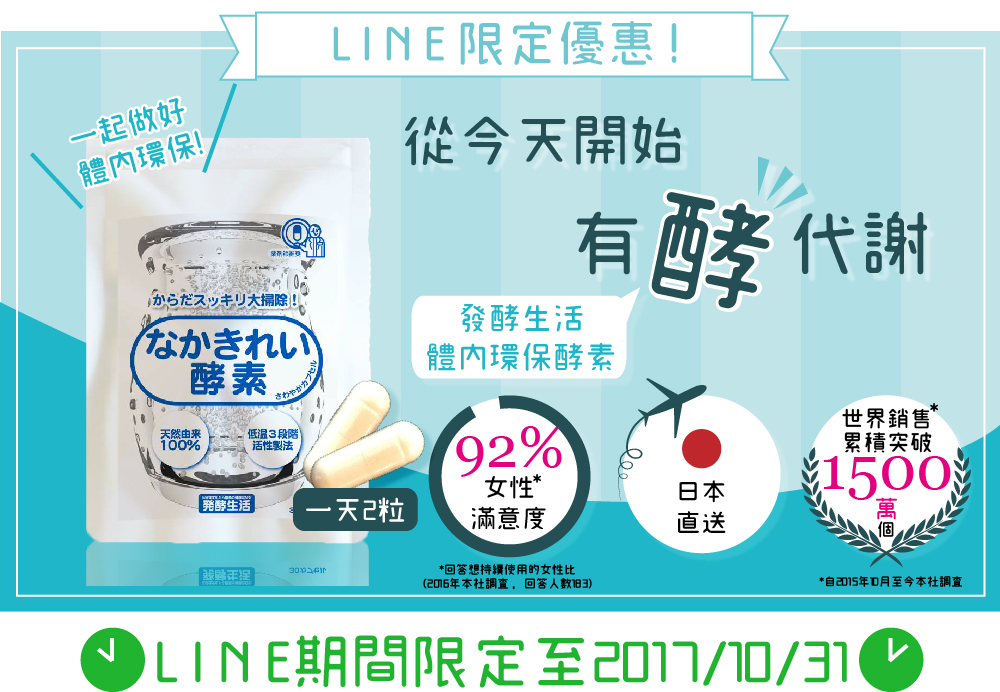 LINE限定優惠!
一起做好
體內環保!
從今天開始
有酵代謝
發酵生活
體內環保酵素
からだスッキリ大掃除!
なかきれい
酵素
さわやかカプセル
天然由来
100%
低温3段階
活性製法
発酵生活
一天2粒
92%
女性*
滿意度
*回答想持續使用的女性比
(2016年本社調查，回答人數183)
日本
直送
世界銷售*
累積突破
1500
萬
個
*自2015年10月至今本社調查
LINE期間限定至2017/10/31